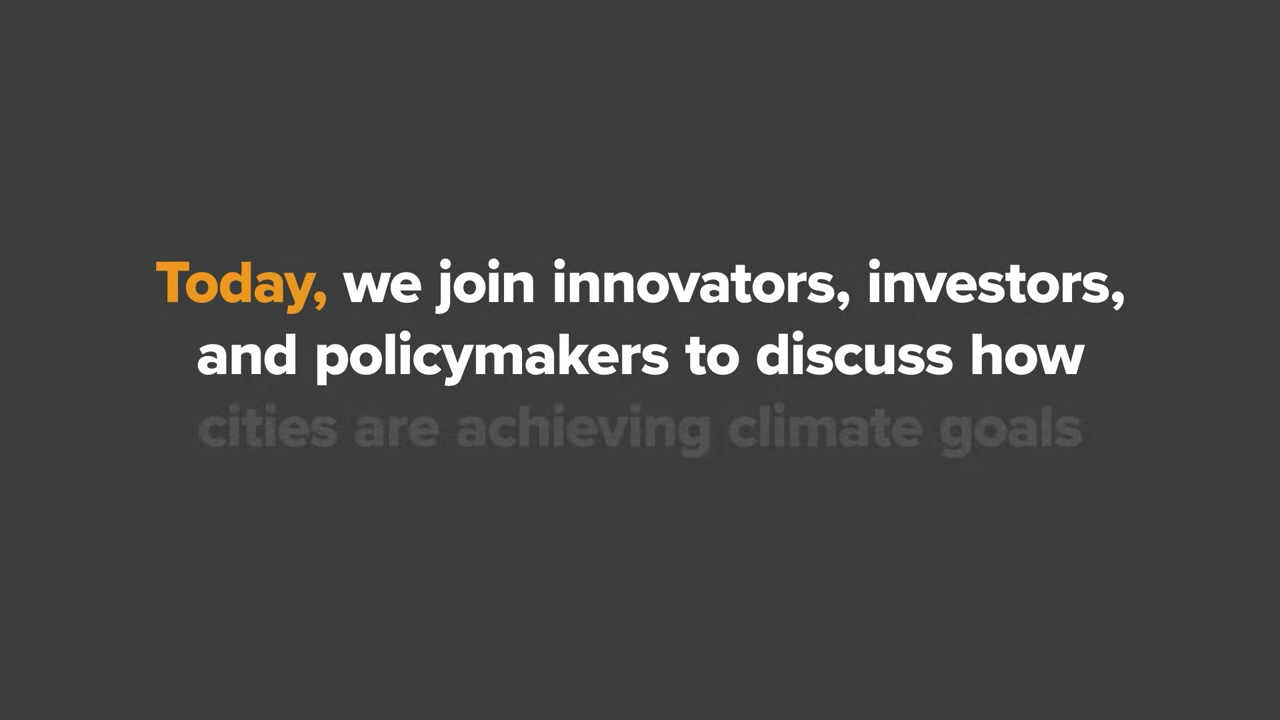 Today, we join innovators, investors,
and policymakers to discuss how
cities are achieving climate goals